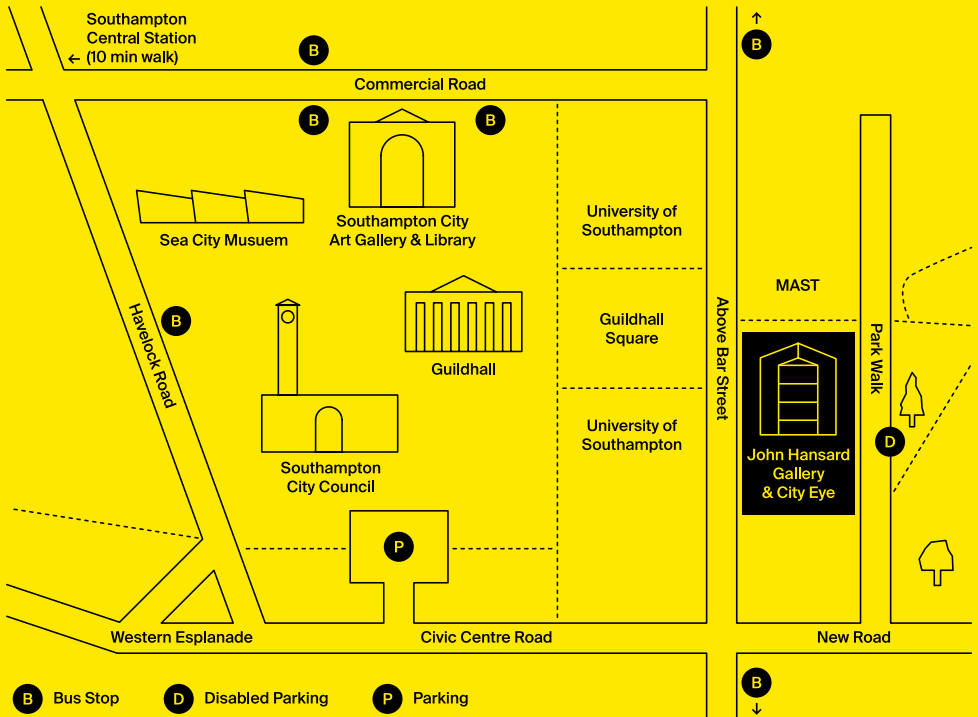 Southampton
Central Station
← (10 min walk)
B
↑
B
Commercial Road
B
B
Southampton City
Art Gallery & Library
Sea City Musuem
University of
Southampton
MAST
Havelock Road
B
Guildhall
Guildhall
Square
Above Bar Street
Park Walk
Southampton
City Council
University of
Southampton
John Hansard
Gallery
& City Eye
D
P
Western Esplanade
Civic Centre Road
New Road
B
↓
B Bus Stop
D Disabled Parking
P Parking